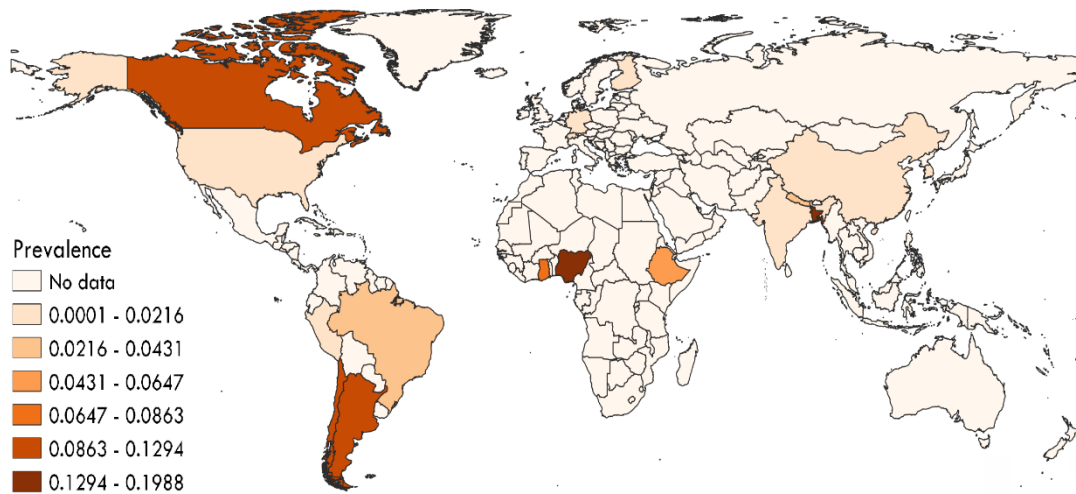 Prevalence
No data
0.0001 - 0.0216
0.0216 - 0.0431
0.0431 - 0.0647
0.0647 - 0.0863
0.0863 - 0.1294
0.1294 - 0.1988